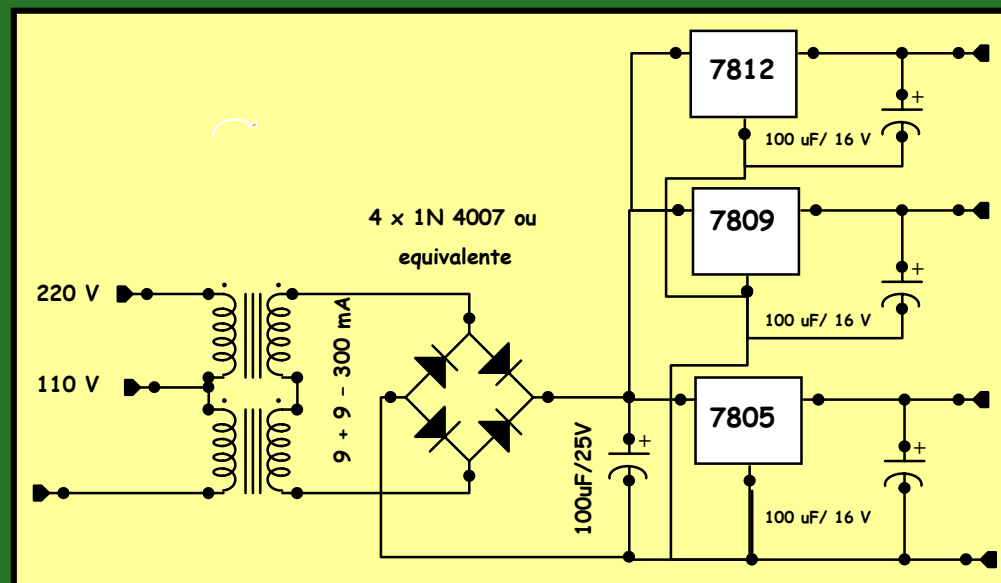 7812
100 uF/ 16 V
4 x 1N 4007 ou
equivalente
7809
220 V
9 + 9 - 300 mA
100 uF/ 16 V
110 V
7805
100uF/25V
100 uF/ 16 V
+
+
+
+